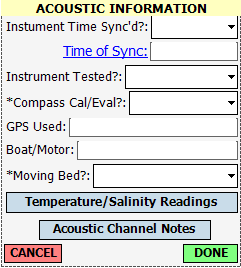 ACOUSTIC INFORMATION
Instument Time Sync'd?:
Time of Sync:
Instrument Tested?:
*Compass Cal/Eval?:
GPS Used:
Boat/Motor:
*Moving Bed?:
Temperature/Salinity Readings
Acoustic Channel Notes
CANCEL DONE